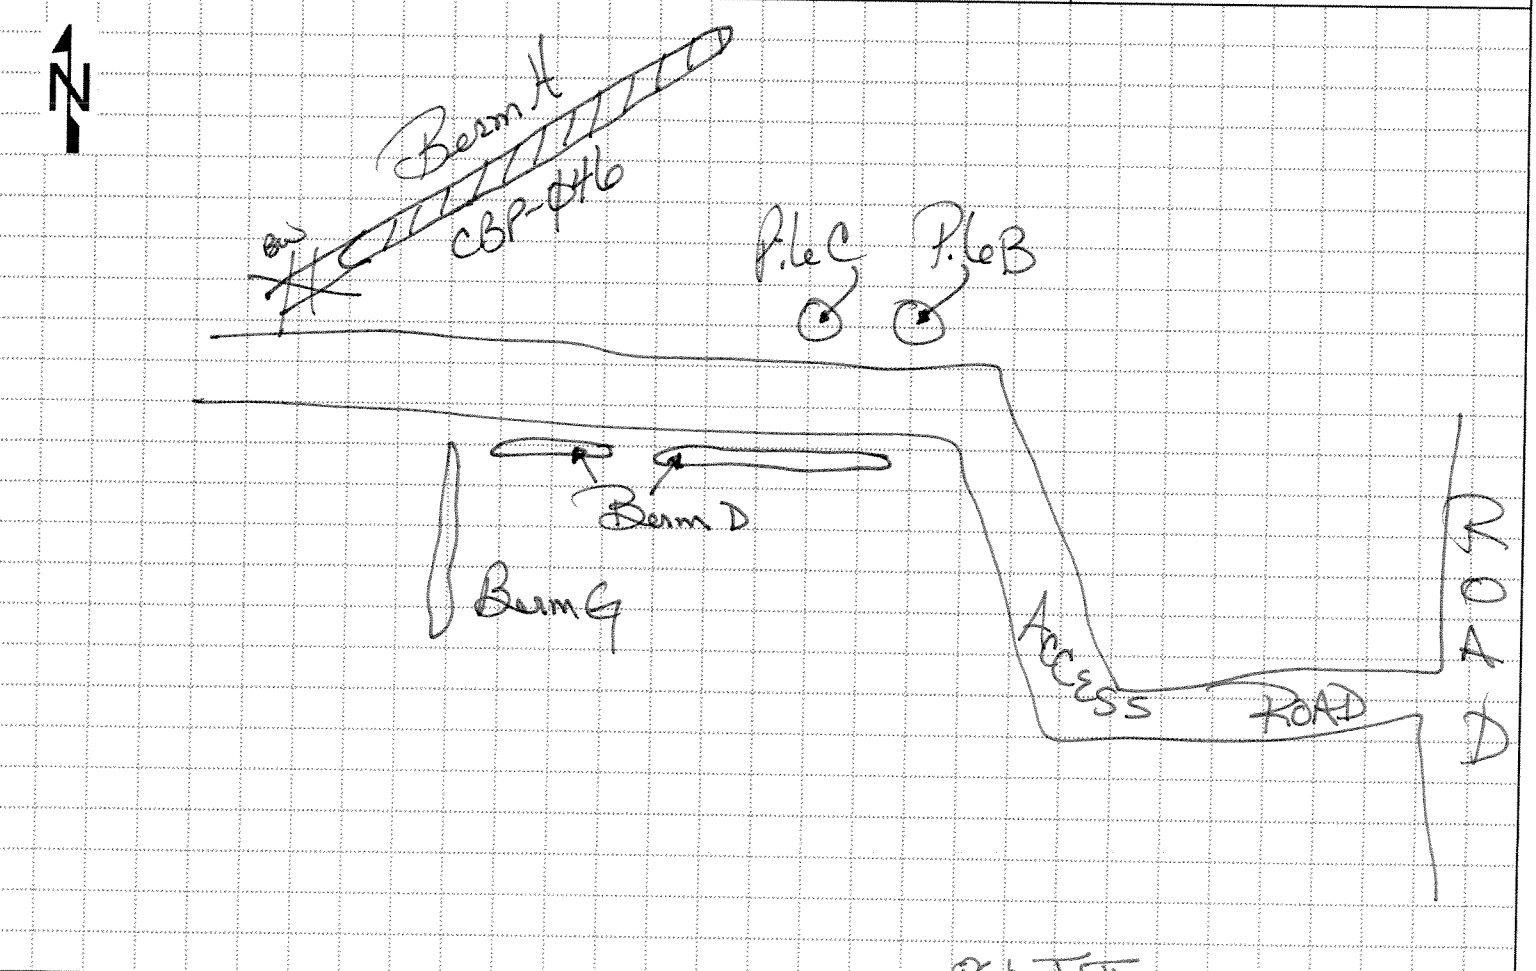 N
Berm H
CBP-046
BW
Pile C
Pile B
Berm D
Berm G
ACCESS ROAD
ROAD